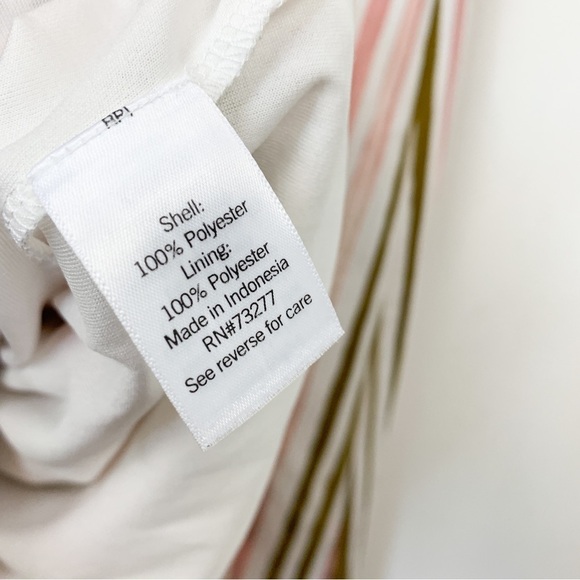 Shell:
100% Polyester
Lining:
100% Polyester
Made in Indonesia
RN#73277
See reverse for care